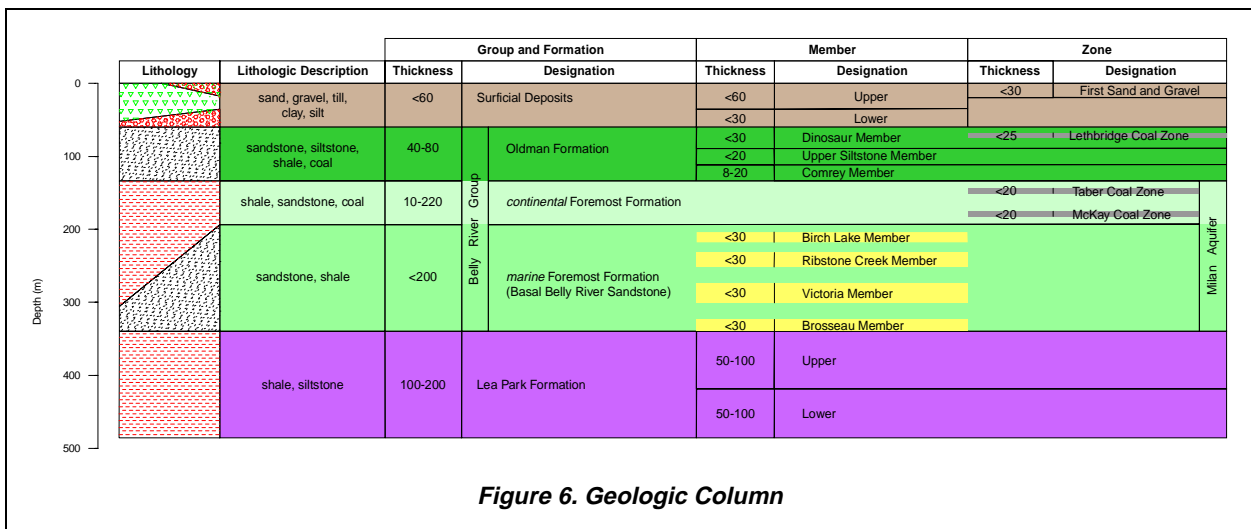 Group and Formation Member Zone
Lithology Lithologic Description Thickness Designation Thickness Designation Thickness Designation
0
sand, gravel, till,
clay, silt
<60 Surficial Deposits
<60 Upper
<30 Lower
<30 First Sand and Gravel
sandstone, siltstone,
shale, coal
40-80 Oldman Formation
<30 Dinosaur Member
<20 Upper Siltstone Member
8-20 Comrey Member
<25 Lethbridge Coal Zone
100
shale, sandstone, coal
10-220 continental Foremost Formation
<20 Taber Coal Zone
<20 McKay Coal Zone
200
sandstone, shale
<200 marine Foremost Formation
(Basal Belly River Sandstone)
<30 Birch Lake Member
<30 Ribstone Creek Member
<30 Victoria Member
<30 Brosseau Member
300
Belly River Group
Milan Aquifer
Depth (m)
shale, siltstone
100-200 Lea Park Formation
50-100 Upper
50-100 Lower
400
500
Figure 6. Geologic Column